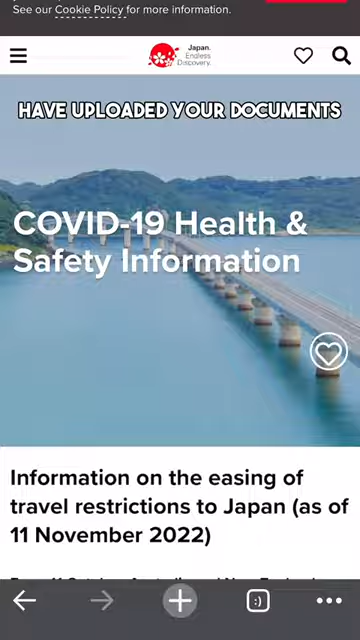 See our Cookie Policy for more information.
Japan.
Endless
Discovery.
HAVE UPLOADED YOUR DOCUMENTS
COVID-19 Health &
Safety Information
Information on the easing of
travel restrictions to Japan (as of
11 November 2022)
:)